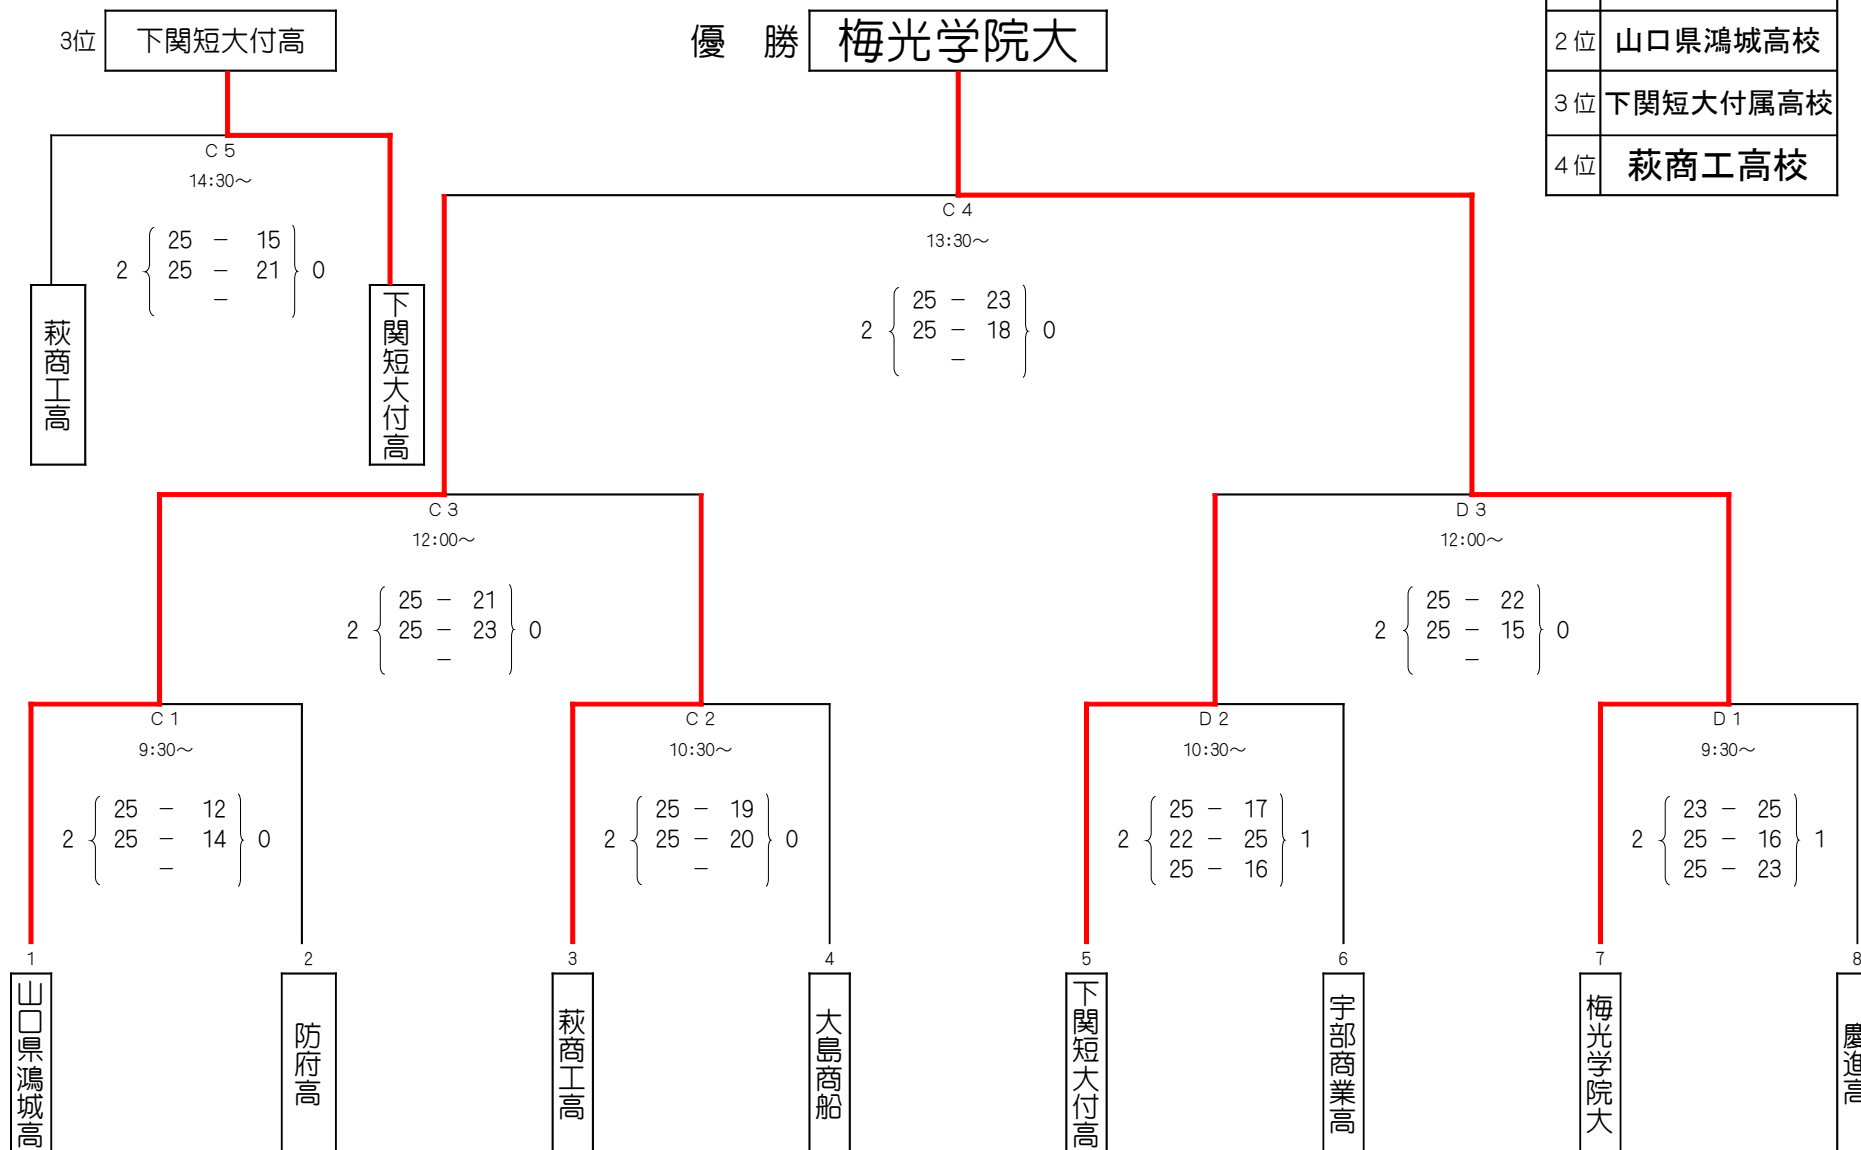 3位 下関短大付高
優 勝 梅光学院大
2位 山口県鴻城高校
3位 下関短大付属高校
4位 萩商工高校
C5
14:30～
25 － 15
2 25 － 21 0
－
萩商工高
下関短大付高
C4
13:30～
25 － 23
2 25 － 18 0
－
C3
12:00～
25 － 21
2 25 － 23 0
－
D3
12:00～
25 － 22
2 25 － 15 0
－
C1
9:30～
25 － 12
2 25 － 14 0
－
C2
10:30～
25 － 19
2 25 － 20 0
－
D2
10:30～
25 － 17
2 22 － 25 1
25 － 16
D1
9:30～
23 － 25
2 25 － 16 1
25 － 23
1
山口県鴻城高
2
防府高
3
萩商工高
4
大島商船
5
下関短大付高
6
宇部商業高
7
梅光学院大
8
慶進高